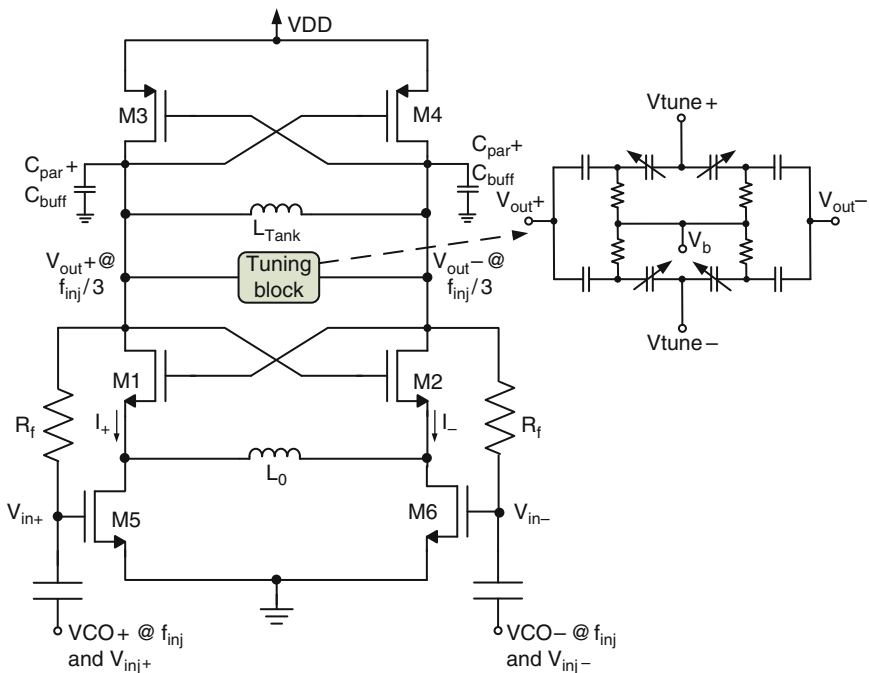 VDD
M3
M4
C_par+
C_buff
C_par+
C_buff
L_Tank
V_out+@
f_inj/3
Tuning
block
V_out−@
f_inj/3
M1
M2
I_+
I_−
R_f
R_f
L_0
V_in+
M5
M6
V_in−
VCO+ @ f_inj
and V_inj+
VCO− @ f_inj
and V_inj−
Vtune+
V_out+
V_b
V_out−
Vtune−